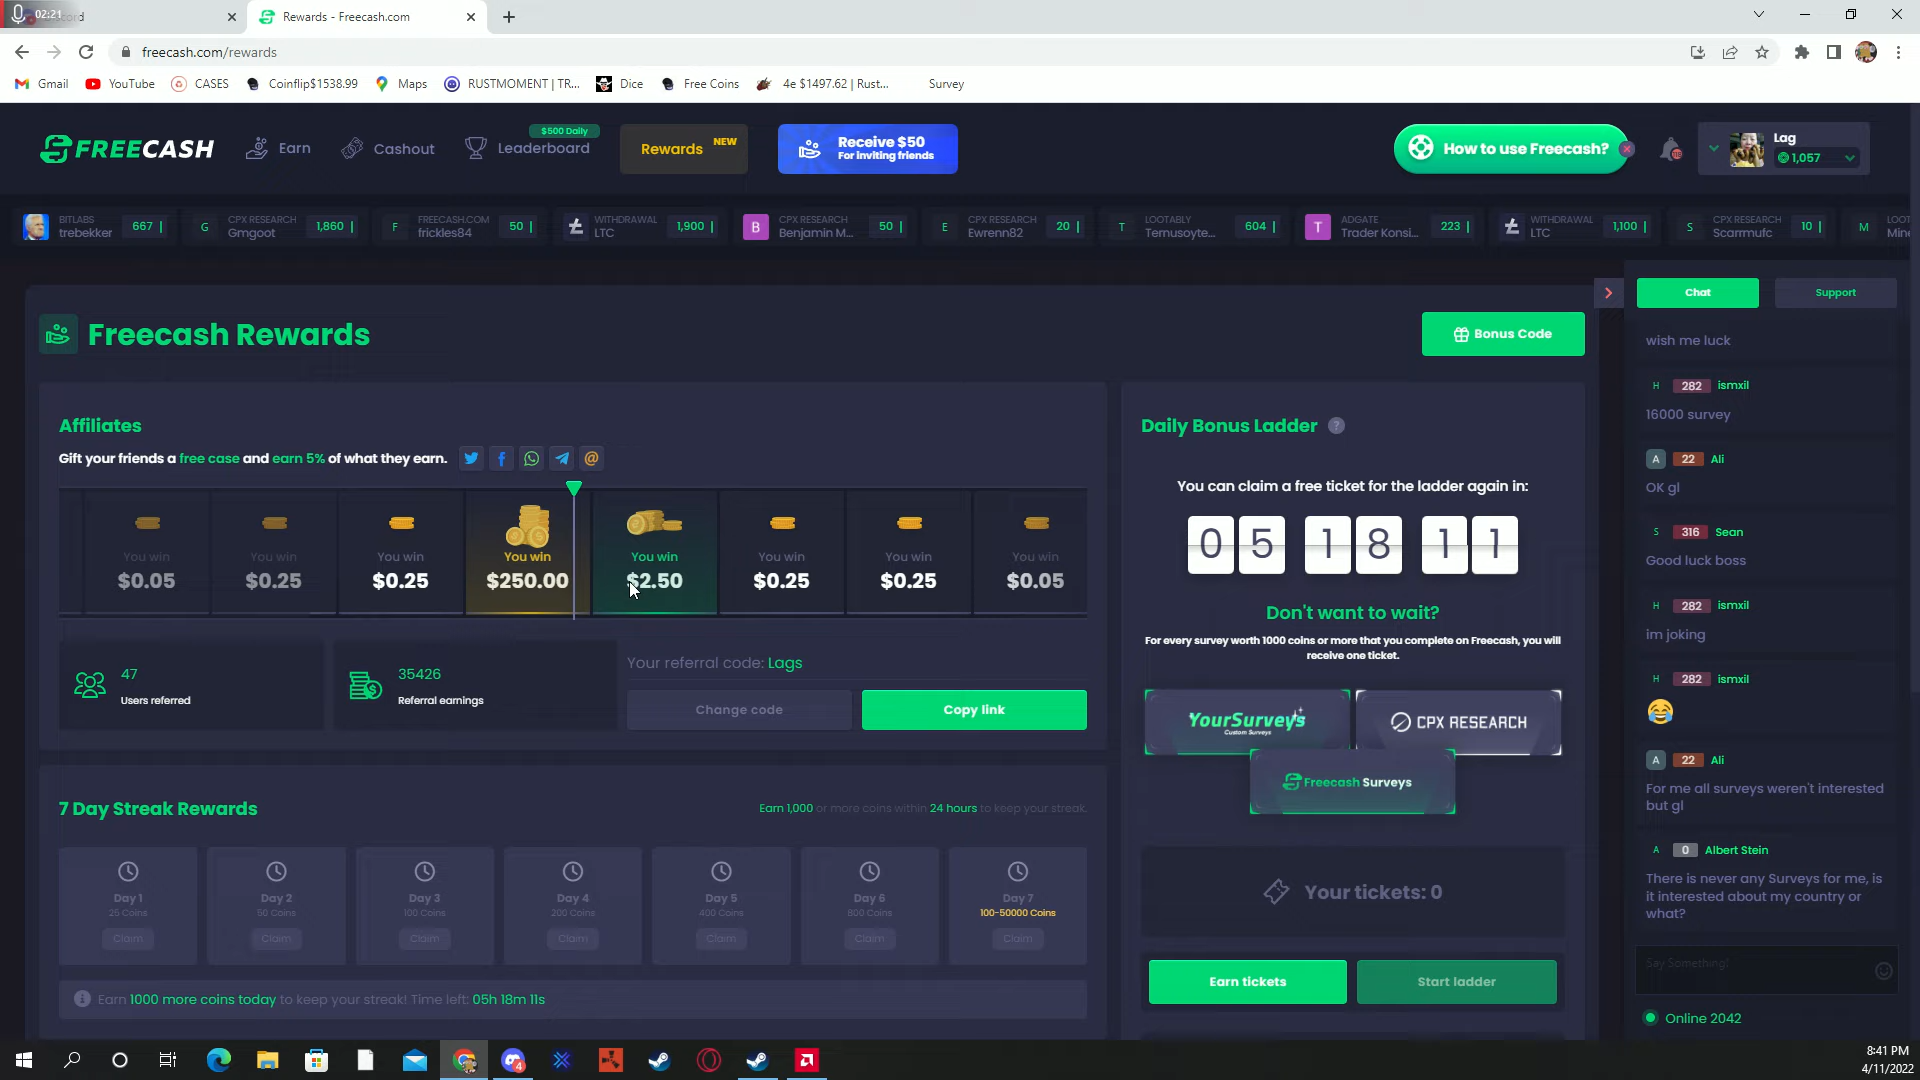 02:21
Rewards - Freecash.com
freecash.com/rewards
Gmail
YouTube
CASES
Coinflip$1538.99
Maps
RUSTMOMENT | TR...
Dice
Free Coins
4e $1497.62 | Rust...
Survey
FREECASH
Earn
Cashout
$500 Daily
Leaderboard
Rewards NEW
Receive $50
For inviting friends
How to use Freecash?
Lag
1,057
BITLABS
trebekker
667
G
CPX RESEARCH
Gmgoot
1,860
F
FREECASH.COM
frickles84
50
WITHDRAWAL
LTC
1,900
B
CPX RESEARCH
Benjamin M...
50
E
CPX RESEARCH
Ewrenn82
20
T
LOOTABLY
Temusoyte...
604
T
ADGATE
Trader Konsi...
223
WITHDRAWAL
LTC
1,100
S
CPX RESEARCH
Scarrmufc
10
M
Freecash Rewards
Bonus Code
Affiliates
Gift your friends a free case and earn 5% of what they earn.
You win
$0.05
You win
$0.25
You win
$0.25
You win
$250.00
You win
$2.50
You win
$0.25
You win
$0.25
You win
$0.05
47
Users referred
35426
Referral earnings
Your referral code: Lags
Change code
Copy link
7 Day Streak Rewards
Earn 1,000 or more coins within 24 hours to keep your streak.
Day 1
25 Coins
Claim
Day 2
50 Coins
Claim
Day 3
100 Coins
Claim
Day 4
200 Coins
Claim
Day 5
400 Coins
Claim
Day 6
800 Coins
Claim
Day 7
100-50000 Coins
Claim
Earn 1000 more coins today to keep your streak! Time left: 05h 18m 11s
Daily Bonus Ladder ?
You can claim a free ticket for the ladder again in:
05 18 11
Don't want to wait?
For every survey worth 1000 coins or more that you complete on Freecash, you will
receive one ticket.
YourSurveys
Custom Surveys
CPX RESEARCH
Freecash Surveys
Your tickets: 0
Earn tickets
Start ladder
Chat
Support
wish me luck
H 282 ismxil
16000 survey
A 22 Ali
OK gl
S 316 Sean
Good luck boss
H 282 ismxil
im joking
H 282 ismxil
A 22 Ali
For me all surveys weren't interested
but gl
A 0 Albert Stein
There is never any Surveys for me, is
it interested about my country or
what?
Say Something!
Online 2042
4
8:41 PM
4/11/2022